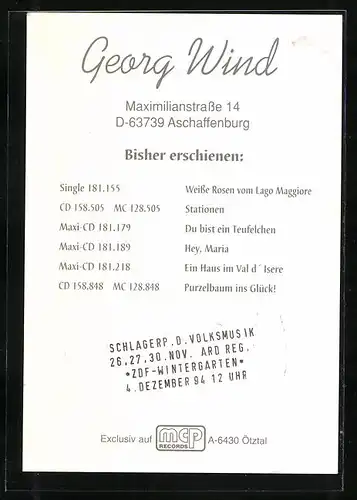 Georg Wind
Maximilianstraße 14
D-63739 Aschaffenburg
Bisher erschienen:
Single 181.155 Weiße Rosen vom Lago Maggiore
CD 158.505 MC 128.505 Stationen
Maxi-CD 181.179 Du bist ein Teufelchen
Maxi-CD 181.189 Hey, Maria
Maxi-CD 181.218 Ein Haus im Val d´Isere
CD 158.848 MC 128.848 Purzelbaum ins Glück!
SCHLAGERP.D.VOLKSMUSIK
26,27,30.NOV. ARD REG.
*ZDF-WINTERGARTEN*
4.DEZEMBER 94 12 UHR
Exclusiv auf mcp RECORDS A-6430 Ötztal